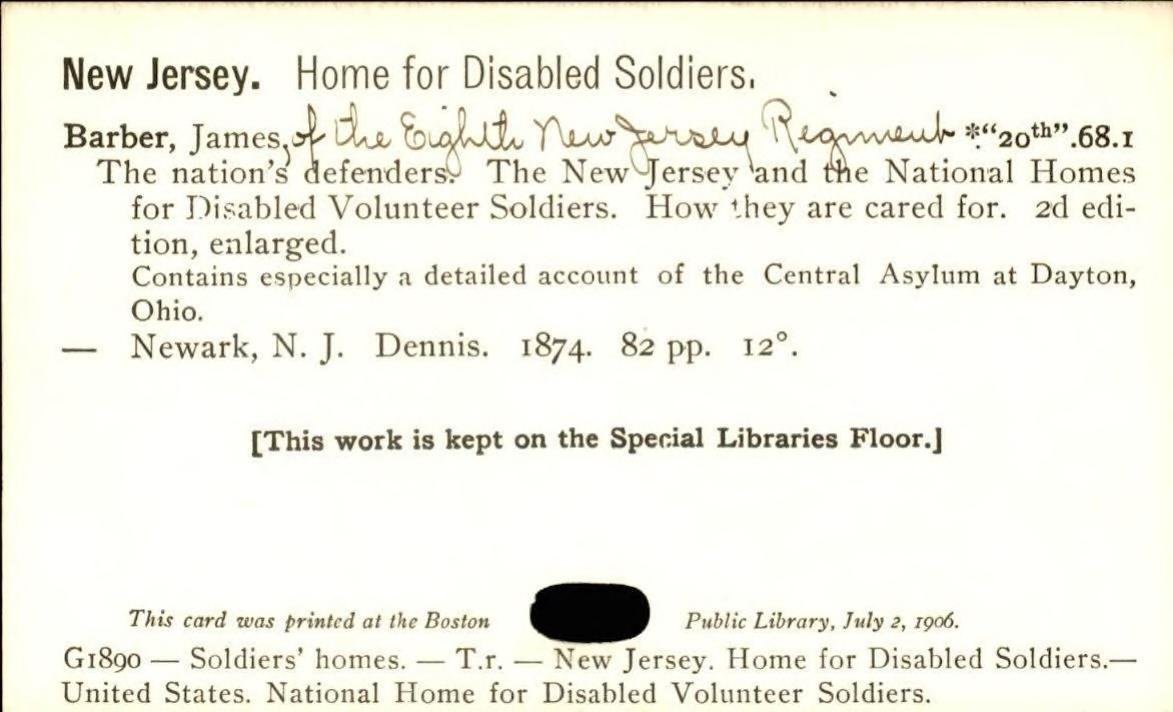 New Jersey. Home for Disabled Soldiers.
Barber, James, of the Eighth New Jersey Regiment *"20th".68.1
The nation's defenders. The New Jersey and the National Homes
for Disabled Volunteer Soldiers. How they are cared for. 2d edi-
tion, enlarged.
Contains especially a detailed account of the Central Asylum at Dayton,
Ohio.
— Newark, N. J. Dennis. 1874. 82 pp. 12°.
[This work is kept on the Special Libraries Floor.]
This card was printed at the Boston Public Library, July 2, 1906.
G1890 — Soldiers' homes. — T.r. — New Jersey. Home for Disabled Soldiers.—
United States. National Home for Disabled Volunteer Soldiers.